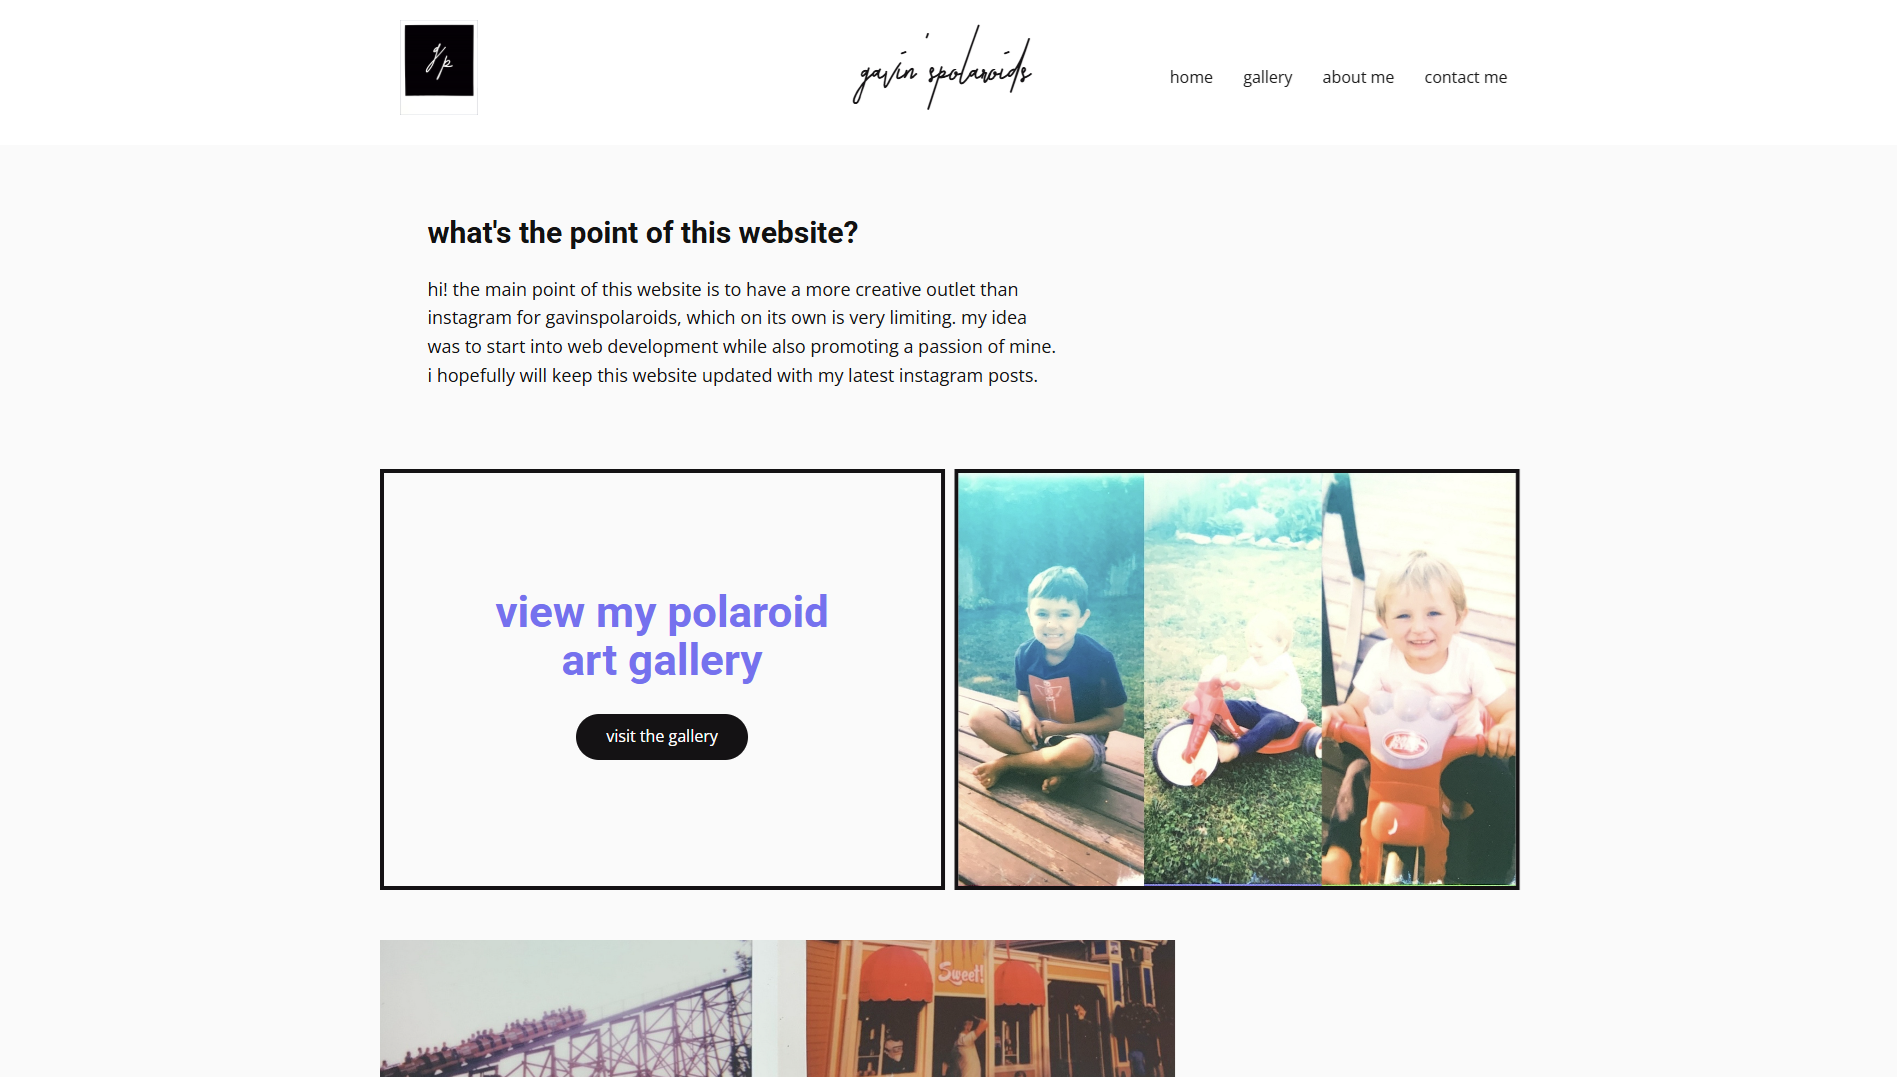 gp
gavin'spolaroids
home gallery about me contact me
what's the point of this website?
hi! the main point of this website is to have a more creative outlet than
instagram for gavinspolaroids, which on its own is very limiting. my idea
was to start into web development while also promoting a passion of mine.
i hopefully will keep this website updated with my latest instagram posts.
view my polaroid
art gallery
visit the gallery
Sweet!